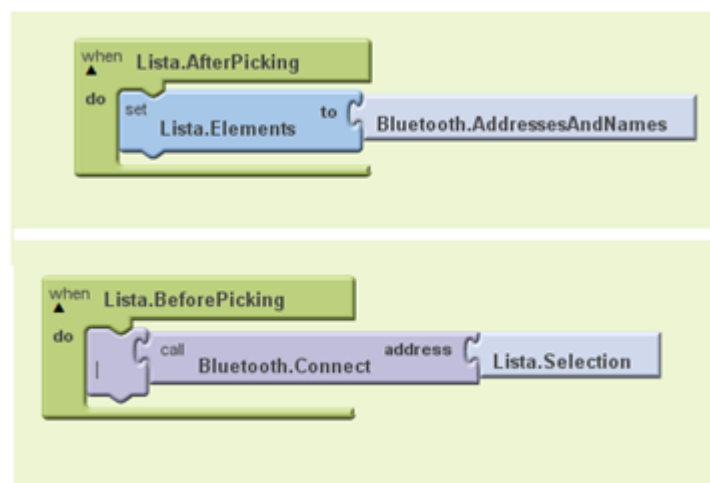 when Lista.AfterPicking
do set Lista.Elements to Bluetooth.AddressesAndNames
when Lista.BeforePicking
do call Bluetooth.Connect address Lista.Selection